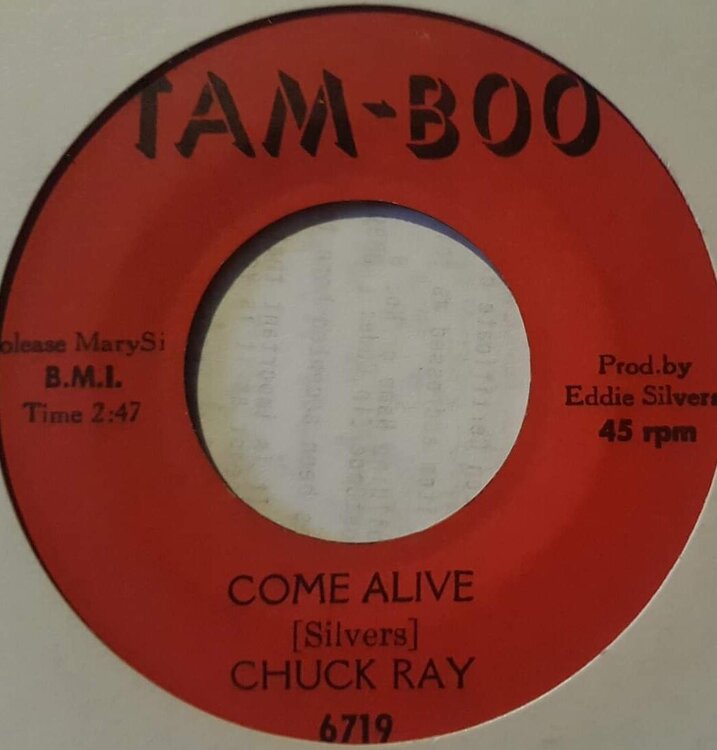 TAM-BOO
olease MarySi
B.M.I.
Time 2:47
Prod.by
Eddie Silvers
45 rpm
COME ALIVE
[Silvers]
CHUCK RAY
6719